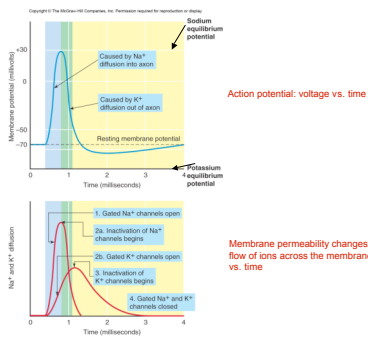 Copyright © The McGraw-Hill Companies, Inc. Permission required for reproduction or display.
Sodium
equilibrium
potential
Membrane potential (millivolts)
+30
0
−50
−70
Caused by Na+
diffusion into axon
Caused by K+
diffusion out of axon
Resting membrane potential
Action potential: voltage vs. time
0
1
2
3
4
Time (milliseconds)
Potassium
equilibrium
potential
Na+ and K+ diffusion
1. Gated Na+ channels open
2a. Inactivation of Na+
channels begins
2b. Gated K+ channels open
3. Inactivation of
K+ channels begins
4. Gated Na+ and K+
channels closed
Membrane permeability changes
flow of ions across the membran
vs. time
0
1
2
3
4
Time (milliseconds)